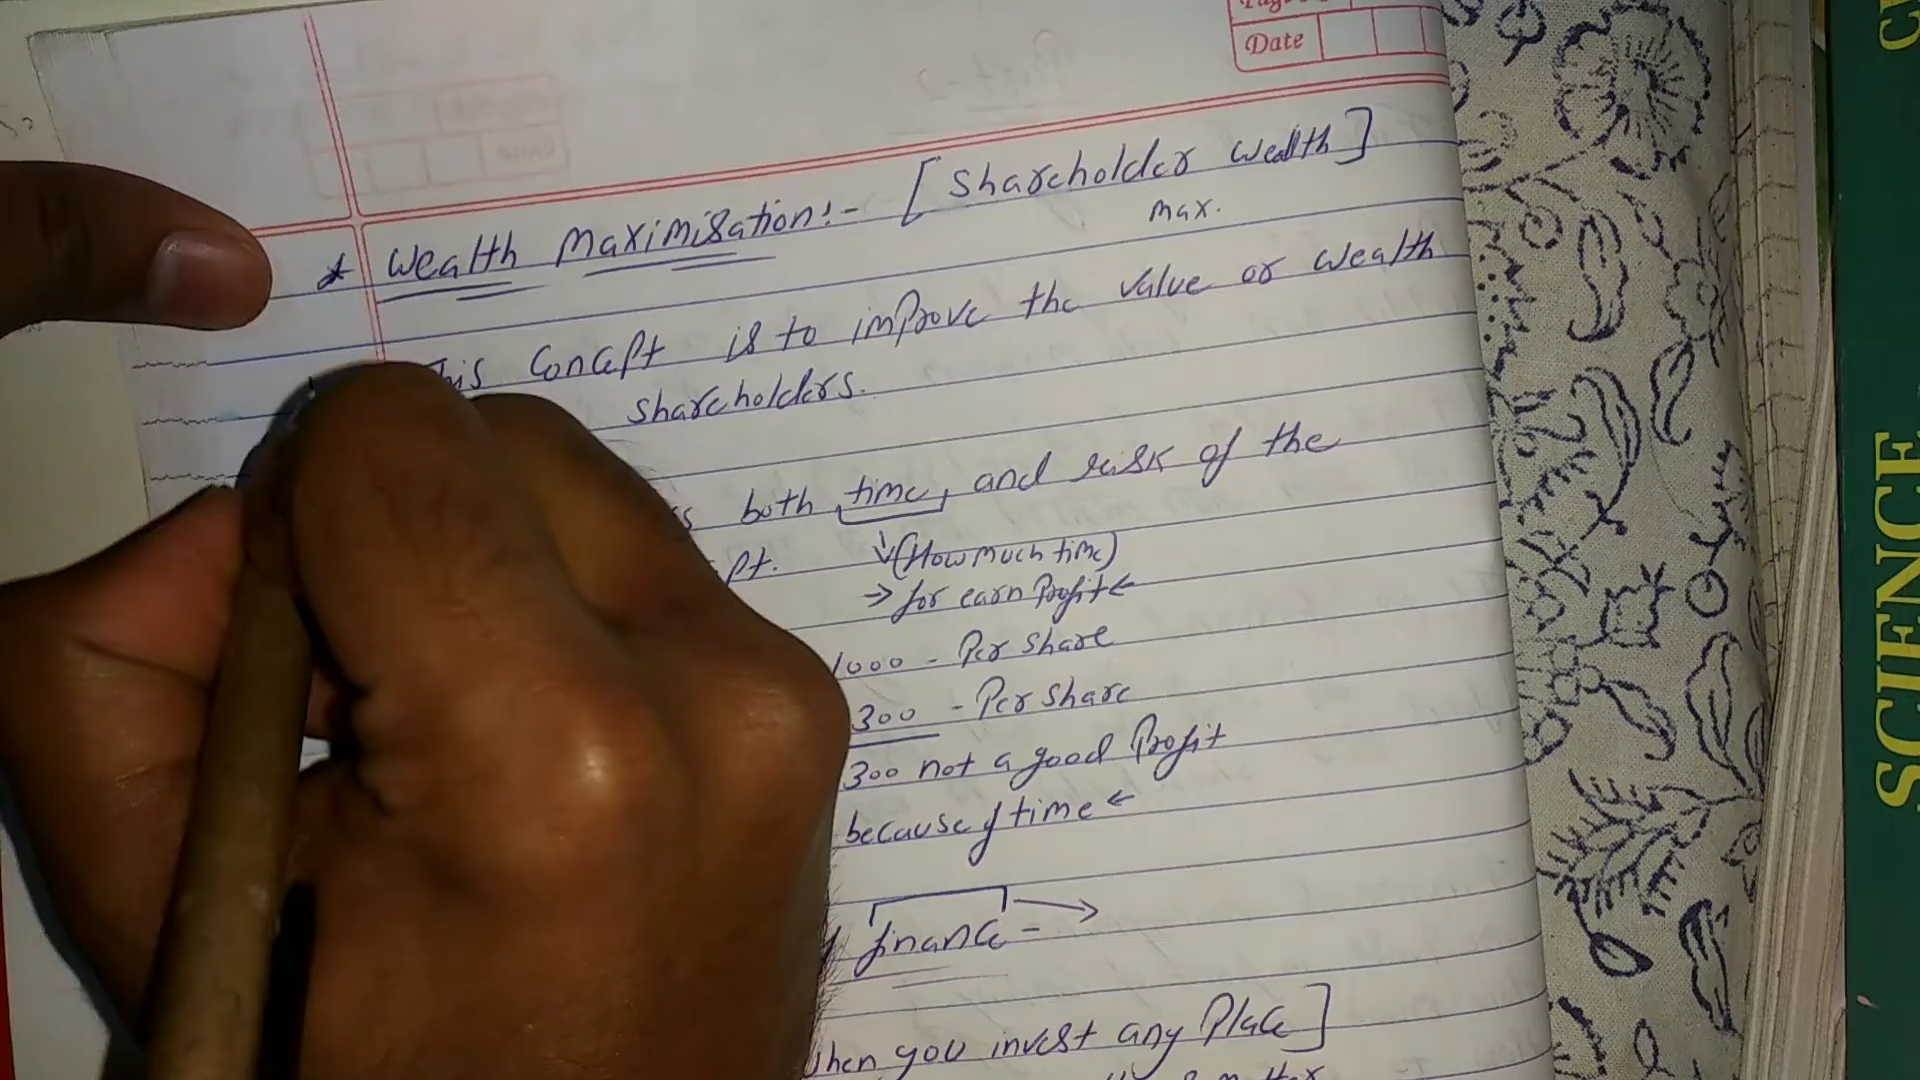 Date
* Wealth Maximisation:- [Shareholder Wealth]
Max.
This Concept is to improve the value or wealth
shareholders.
both time, and risk of the
(How much time)
→ for earn Profit ←
1000 - Per share
300 - Per share
300 not a good Profit
because of time ←
finance - →
When you invest any Place]
SCIENCE